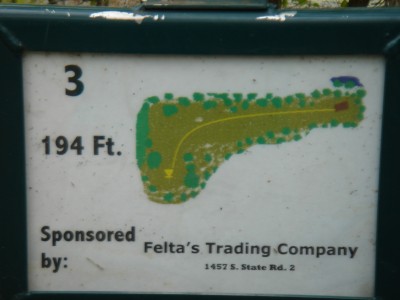 3
194 Ft.
Sponsored
by:
Felta's Trading Company
1457 S. State Rd. 2